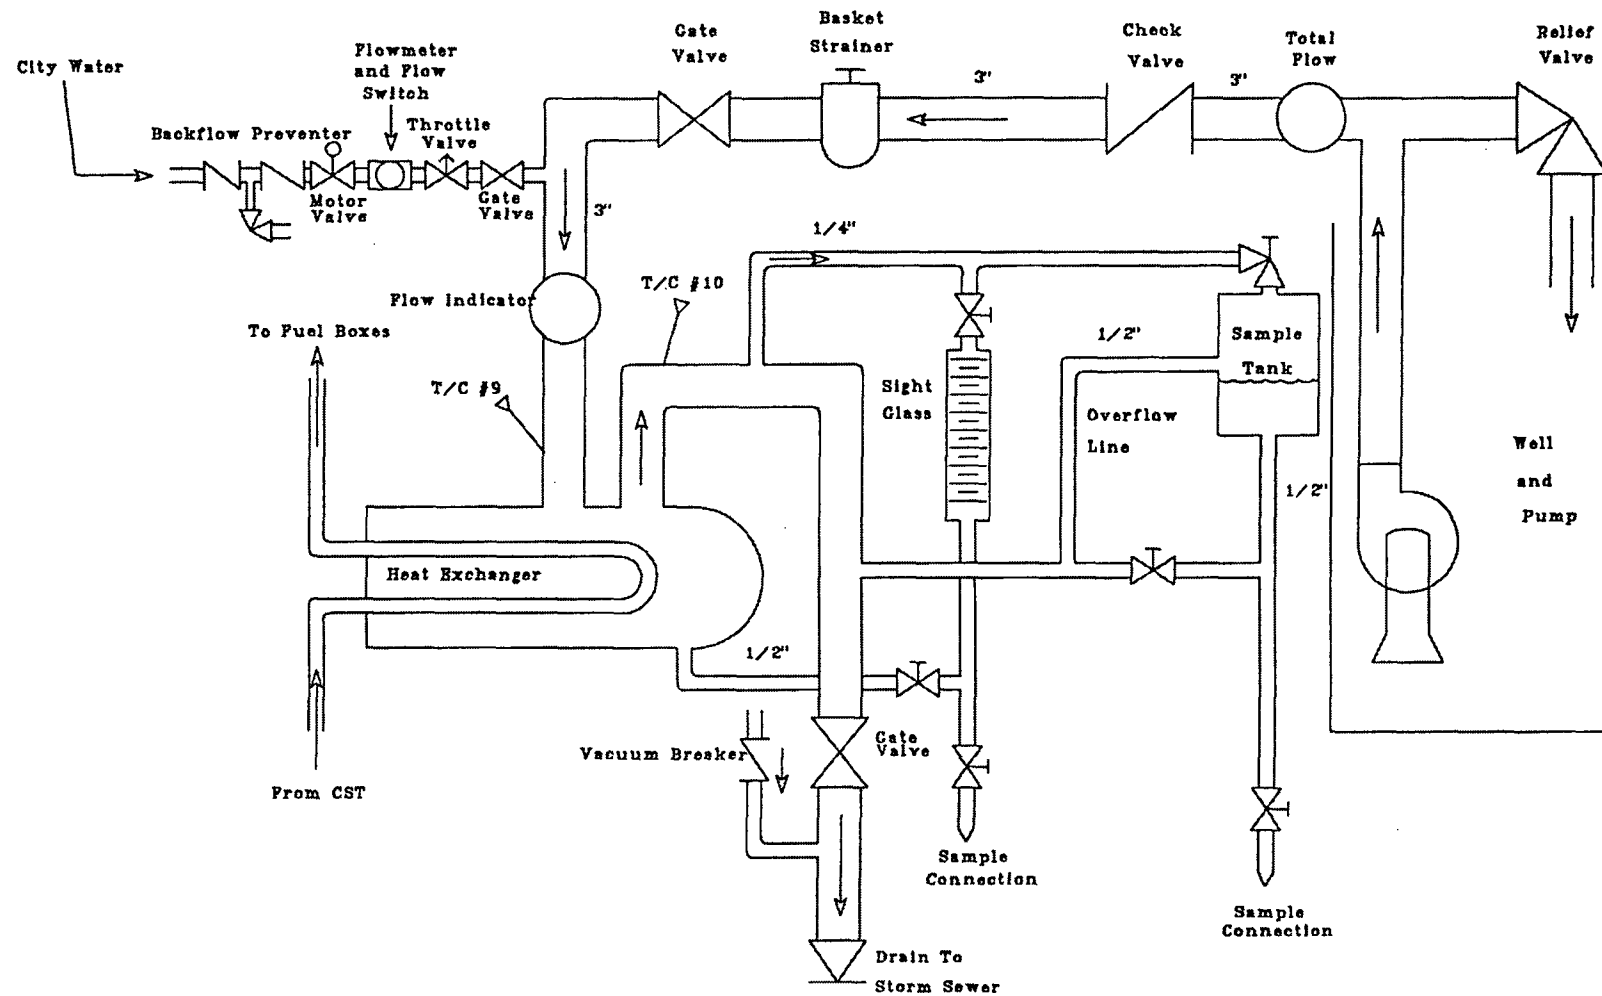 City Water
Flowmeter
and Flow
Switch
Backflow Preventer
Throttle
Valve
Motor
Valve
Gate
Valve
Gate
Valve
Basket
Strainer
3"
Check
Valve
3"
Total
Flow
Relief
Valve
3"
1/4"
T/C #10
Flow Indicator
To Fuel Boxes
T/C #9
Sight
Glass
1/2"
Overflow
Line
Sample
Tank
1/2"
Well
and
Pump
Heat Exchanger
1/2"
From CST
Vacuum Breaker
Gate
Valve
Sample
Connection
Sample
Connection
Drain To
Storm Sewer